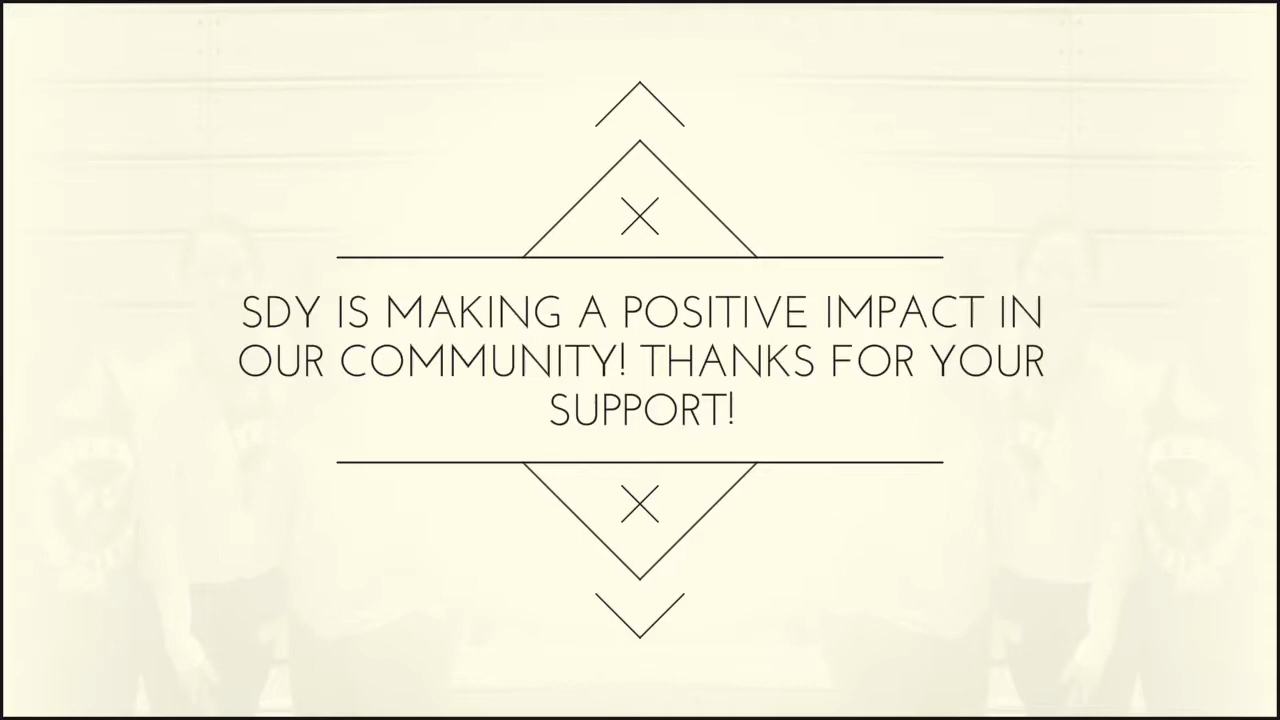 SDY IS MAKING A POSITIVE IMPACT IN
OUR COMMUNITY! THANKS FOR YOUR
SUPPORT!